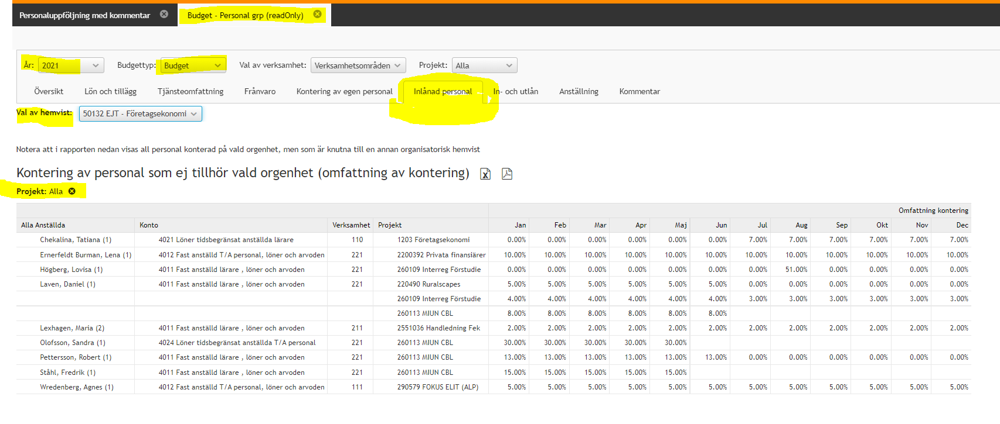 Personaluppföljning med kommentar Budget - Personal grp (readOnly)
År: 2021 Budgettyp: Budget Val av verksamhet: Verksamhetsområden Projekt: Alla
Översikt Lön och tillägg Tjänsteomfattning Frånvaro Kontering av egen personal Inlånad personal In- och utlån Anställning Kommentar
Val av hemvist: 50132 EJT - Företagsekonomi
Notera att i rapporten nedan visas all personal konterad på vald orgenhet, men som är knutna till en annan organisatorisk hemvist
Kontering av personal som ej tillhör vald orgenhet (omfattning av kontering)
Projekt: Alla
Omfattning kontering
Alla Anställda Konto Verksamhet Projekt Jan Feb Mar Apr Maj Jun Jul Aug Sep Okt Nov Dec
Chekalina, Tatiana (1) 4021 Löner tidsbegränsat anställda lärare 110 1203 Företagsekonomi 0.00% 0.00% 0.00% 0.00% 0.00% 0.00% 7.00% 7.00% 7.00% 7.00% 7.00% 7.00%
Ernerfeldt Burman, Lena (1) 4012 Fast anställd T/A personal, löner och arvoden 221 2200392 Privata finansiärer 10.00% 10.00% 10.00% 10.00% 10.00% 10.00% 10.00% 10.00% 10.00% 10.00% 10.00% 10.00%
Högberg, Lovisa (1) 4011 Fast anställd lärare , löner och arvoden 221 260109 Interreg Förstudie 0.00% 0.00% 0.00% 0.00% 0.00% 0.00% 0.00% 51.00% 0.00% 0.00% 0.00% 0.00%
Laven, Daniel (1) 4011 Fast anställd lärare , löner och arvoden 221 220490 Ruralscapes 5.00% 5.00% 5.00% 5.00% 5.00% 5.00% 0.00% 0.00% 0.00% 0.00% 0.00% 0.00%
260109 Interreg Förstudie 4.00% 4.00% 4.00% 4.00% 4.00% 4.00% 3.00% 3.00% 3.00% 3.00% 3.00% 3.00%
260113 MIUN CBL 8.00% 8.00% 8.00% 8.00% 8.00% 8.00%
Lexhagen, Maria (2) 4011 Fast anställd lärare , löner och arvoden 211 2551036 Handledning Fek 2.00% 2.00% 2.00% 2.00% 2.00% 2.00% 2.00% 2.00% 2.00% 2.00% 2.00% 2.00%
Olofsson, Sandra (1) 4024 Löner tidsbegränsat anställda T/A personal 221 260113 MIUN CBL 30.00% 30.00% 30.00% 30.00% 30.00%
Pettersson, Robert (1) 4011 Fast anställd lärare , löner och arvoden 221 260113 MIUN CBL 13.00% 13.00% 13.00% 13.00% 13.00% 13.00% 0.00% 0.00% 0.00% 0.00% 0.00% 0.00%
Ståhl, Fredrik (1) 4011 Fast anställd lärare , löner och arvoden 221 260113 MIUN CBL 15.00% 15.00% 15.00% 15.00% 15.00%
Wredenberg, Agnes (1) 4012 Fast anställd T/A personal, löner och arvoden 111 290579 FOKUS ELIT (ALP) 5.00% 5.00% 5.00% 5.00% 5.00% 5.00% 5.00% 5.00% 5.00% 5.00% 5.00% 5.00%